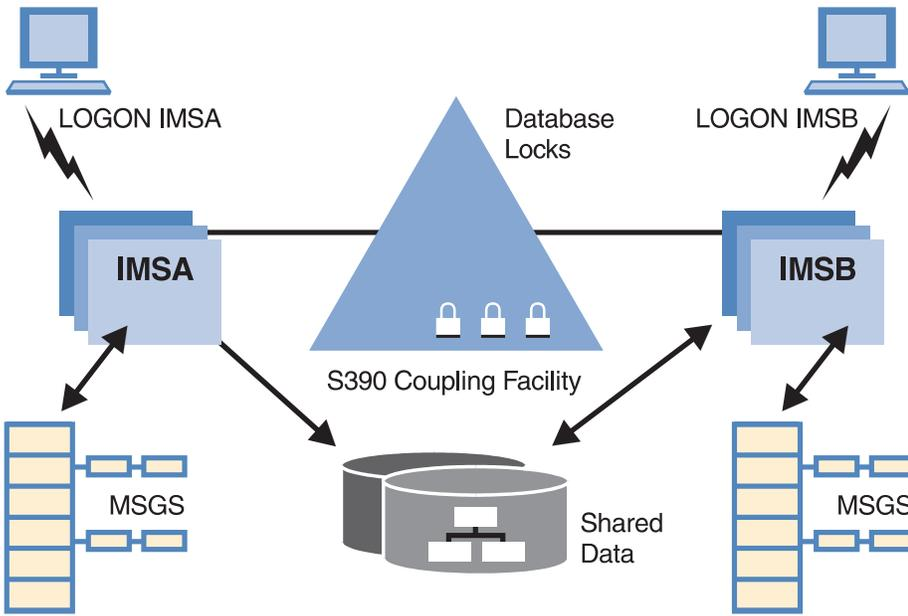 LOGON IMSA
Database
Locks
LOGON IMSB
IMSA
IMSB
S390 Coupling Facility
MSGS
MSGS
Shared
Data